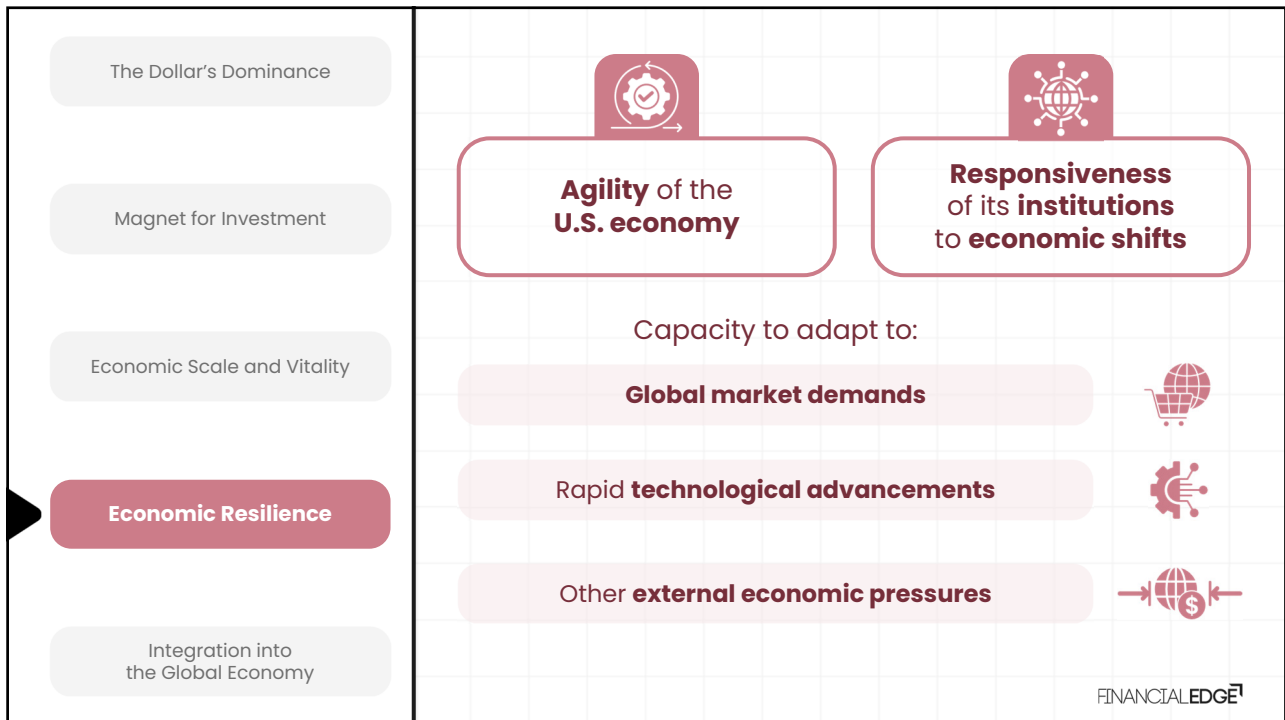 The Dollar's Dominance
Magnet for Investment
Economic Scale and Vitality
Economic Resilience
Integration into
the Global Economy
Agility of the
U.S. economy
Responsiveness
of its institutions
to economic shifts
Capacity to adapt to:
Global market demands
Rapid technological advancements
Other external economic pressures
$
FINANCIALEDGE